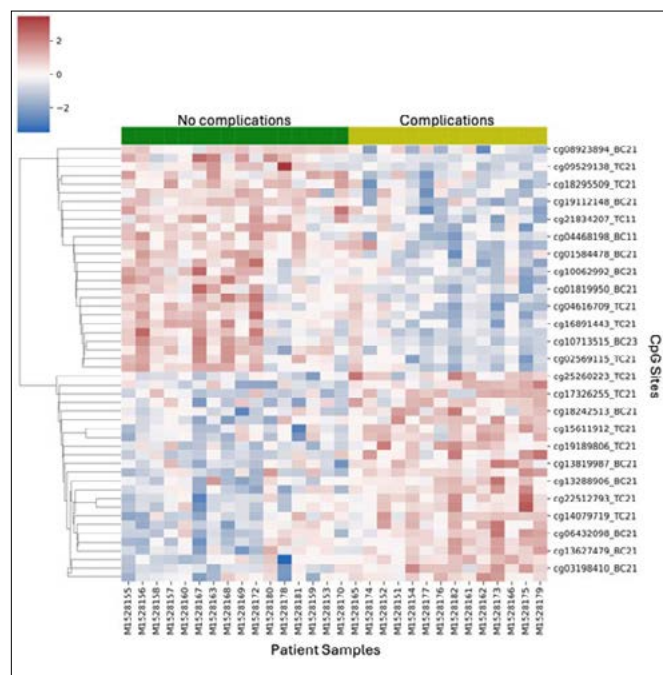 2
0
−2
No complications
Complications
cg08923894_BC21
cg09529138_TC21
cg18295509_TC21
cg19112148_BC21
cg21834207_TC11
cg04468198_BC11
cg01584478_BC21
cg10062992_BC21
cg01819950_BC21
cg04616709_TC21
cg16891443_TC21
cg10713515_BC23
cg02569115_TC21
cg25260223_TC21
cg17326255_TC21
cg18242513_BC21
cg15611912_TC21
cg19189806_TC21
cg13819987_BC21
cg13288906_BC21
cg22512793_TC21
cg14079719_TC21
cg06432098_BC21
cg13627479_BC21
cg03198410_BC21
CpG Sites
M1528155
M1528156
M1528158
M1528157
M1528160
M1528167
M1528163
M1528168
M1528169
M1528172
M1528180
M1528178
M1528181
M1528159
M1528153
M1528170
M1528165
M1528174
M1528152
M1528151
M1528154
M1528177
M1528176
M1528182
M1528161
M1528162
M1528173
M1528166
M1528175
M1528179
Patient Samples